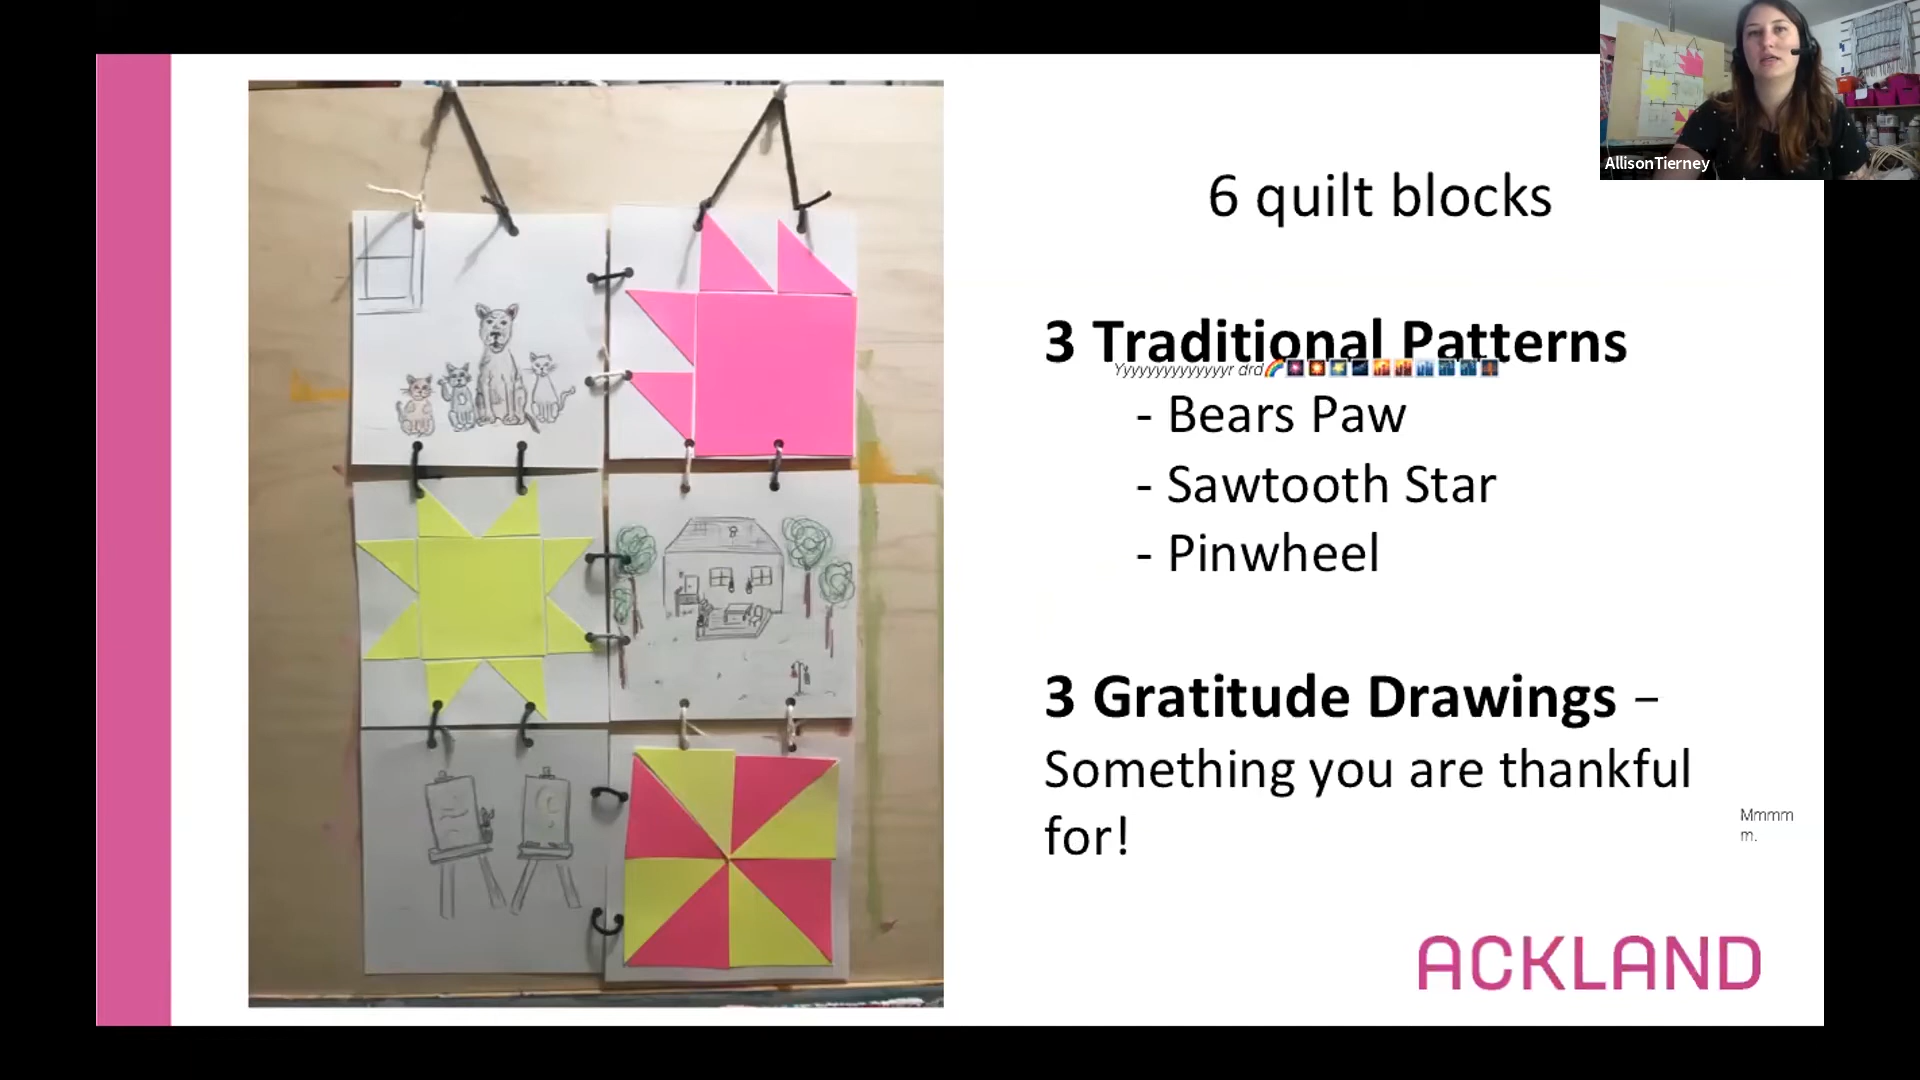 AllisonTierney
6 quilt blocks
3 Traditional Patterns
Yyyyyyyyyyyyyyr drd🌈🎆🎇🌠🌌🌇🌇🏙🌃🌃🌉
- Bears Paw
- Sawtooth Star
- Pinwheel
3 Gratitude Drawings –
Something you are thankful
for!
Mmmm
m.
ACKLAND